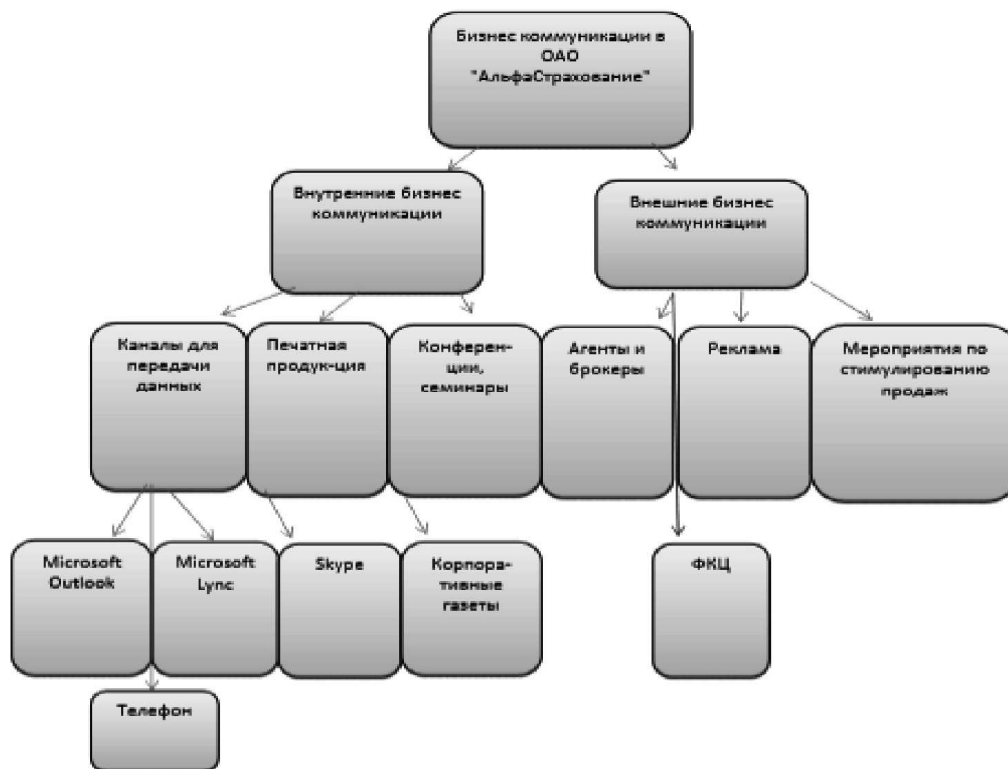 Бизнес коммуникации в
ОАО
"АльфаСтрахование"
Внутренние бизнес
коммуникации
Внешние бизнес
коммуникации
Каналы для
передачи
данных
Печатная
продук-ция
Конферен-
ции,
семинары
Агенты и
брокеры
Реклама
Мероприятия по
стимулированию
продаж
Microsoft
Outlook
Microsoft
Lync
Skype
Корпора-
тивные
газеты
ФКЦ
Телефон